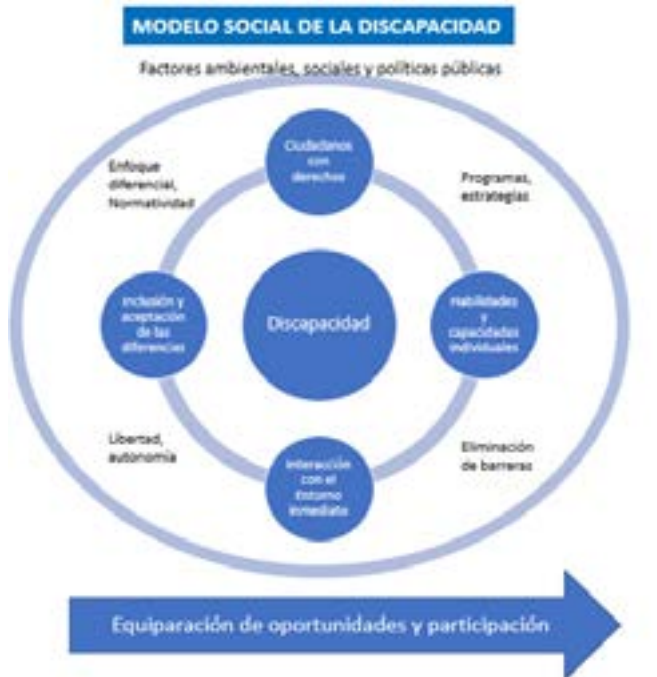 MODELO SOCIAL DE LA DISCAPACIDAD
Factores ambientales, sociales y políticas públicas
Ciudadanos
con
derechos
Enfoque
diferencial,
Normatividad
Programas,
estrategias
Inclusión y
aceptación
de las
diferencias
Discapacidad
Habilidades
y
capacidades
individuales
Libertad,
autonomía
Interacción
con el
Entorno
inmediato
Eliminación
de barreras
Equiparación de oportunidades y participación